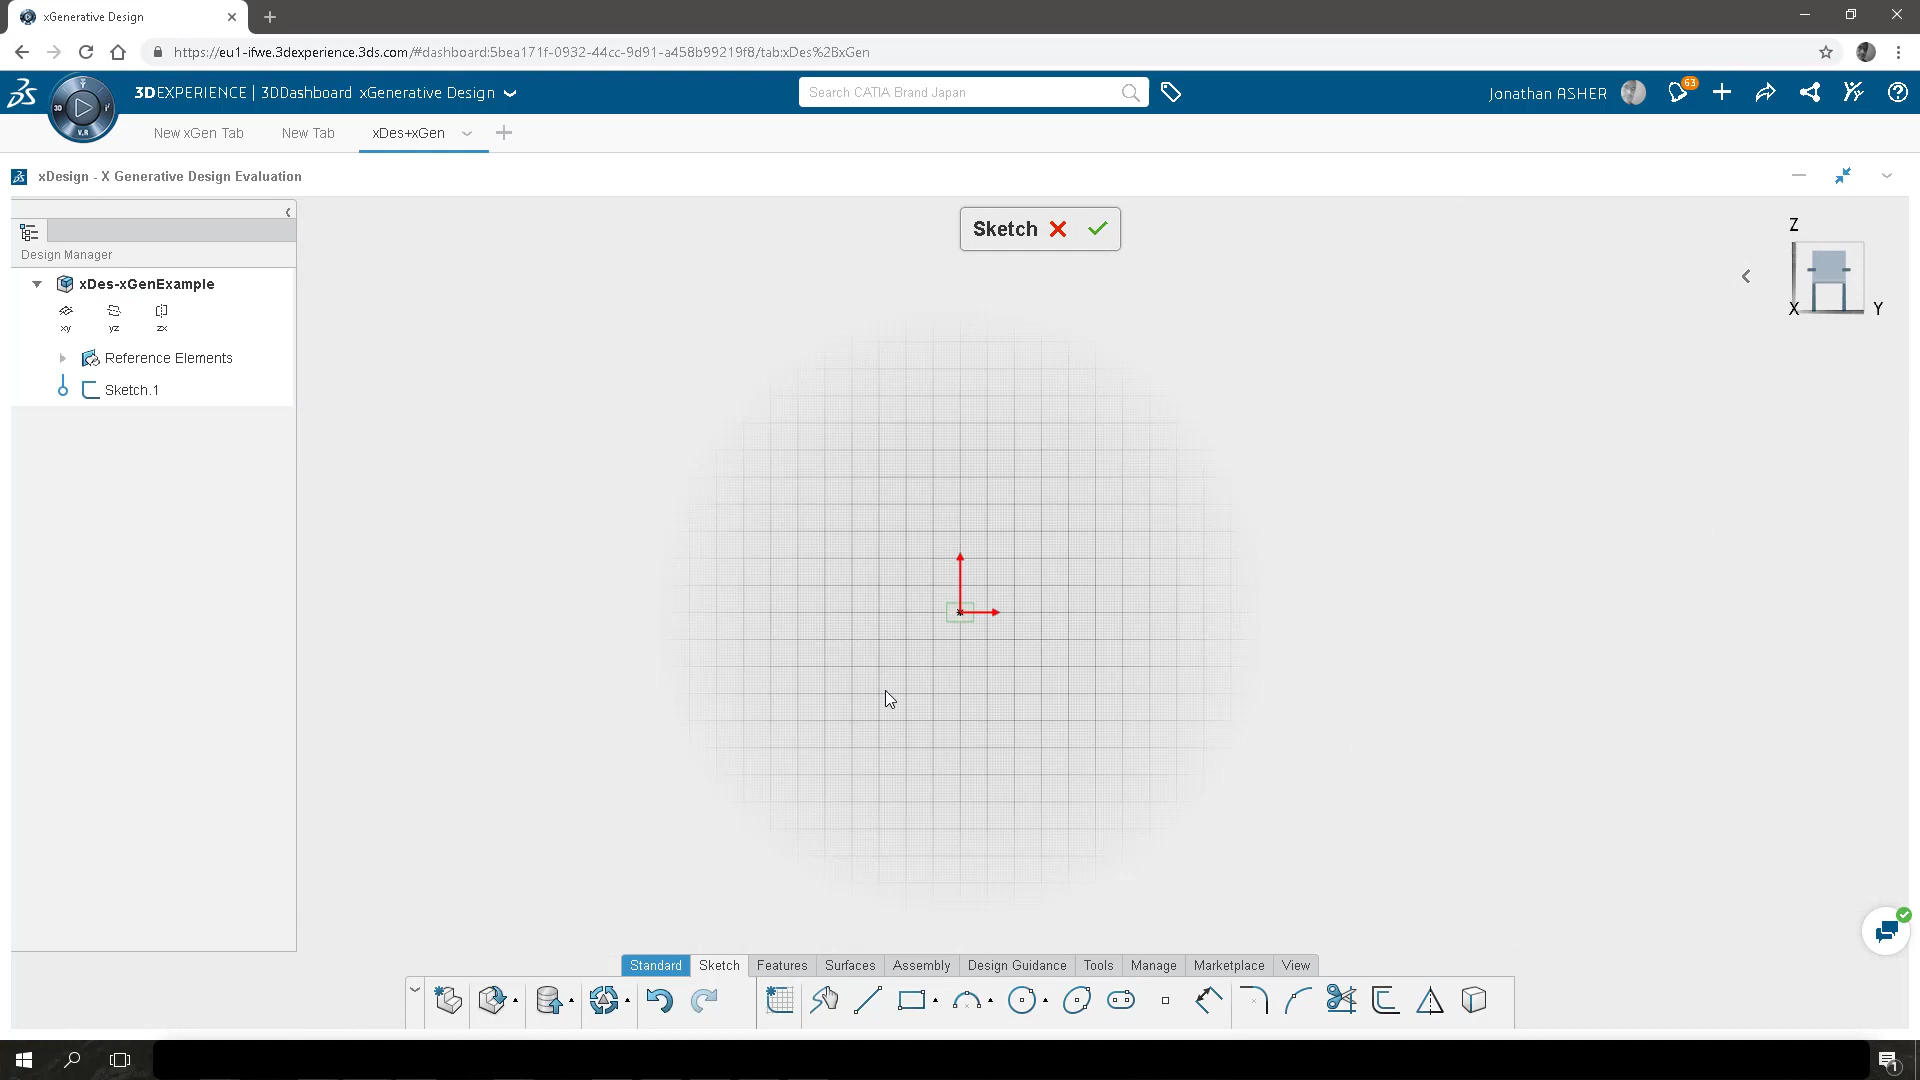 xGenerative Design
https://eu1-ifwe.3dexperience.3ds.com/#dashboard:5bea171f-0932-44cc-9d91-a458b99219f8/tab:xDes%2BxGen
3DEXPERIENCE | 3DDashboard xGenerative Design
Search CATIA Brand Japan
Jonathan ASHER
63
3D
V.R
New xGen Tab
New Tab
xDes+xGen
xDesign - X Generative Design Evaluation
Sketch
Z
X
Y
Design Manager
xDes-xGenExample
xy
yz
zx
Reference Elements
Sketch.1
Standard
Sketch
Features
Surfaces
Assembly
Design Guidance
Tools
Manage
Marketplace
View
1